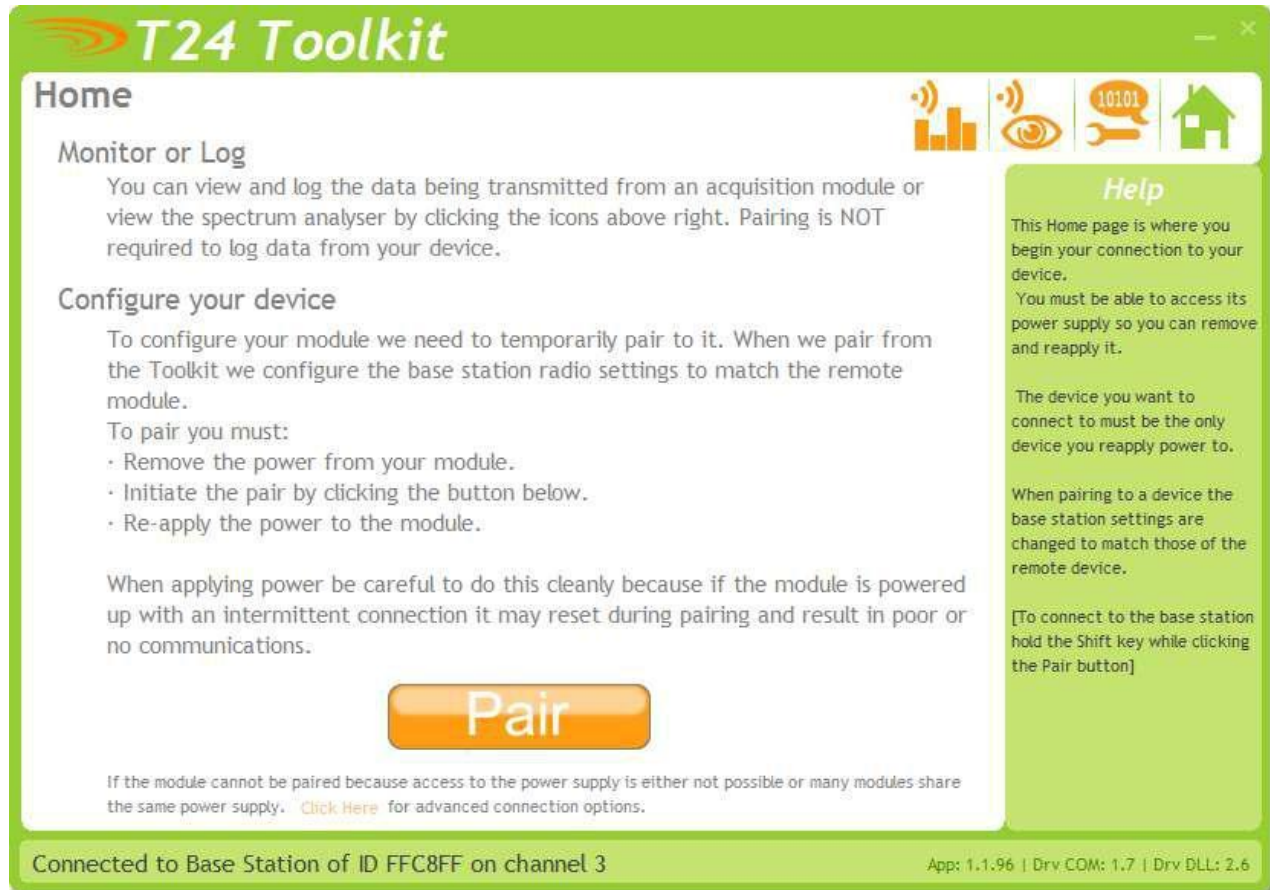 T24 Toolkit
Home
10101
Monitor or Log
You can view and log the data being transmitted from an acquisition module or
view the spectrum analyser by clicking the icons above right. Pairing is NOT
required to log data from your device.
Configure your device
To configure your module we need to temporarily pair to it. When we pair from
the Toolkit we configure the base station radio settings to match the remote
module.
To pair you must:
· Remove the power from your module.
· Initiate the pair by clicking the button below.
· Re-apply the power to the module.
When applying power be careful to do this cleanly because if the module is powered
up with an intermittent connection it may reset during pairing and result in poor or
no communications.
Pair
If the module cannot be paired because access to the power supply is either not possible or many modules share
the same power supply. Click Here for advanced connection options.
Help
This Home page is where you
begin your connection to your
device.
You must be able to access its
power supply so you can remove
and reapply it.
The device you want to
connect to must be the only
device you reapply power to.
When pairing to a device the
base station settings are
changed to match those of the
remote device.
[To connect to the base station
hold the Shift key while clicking
the Pair button]
Connected to Base Station of ID FFC8FF on channel 3
App: 1.1.96 | Drv COM: 1.7 | Drv DLL: 2.6